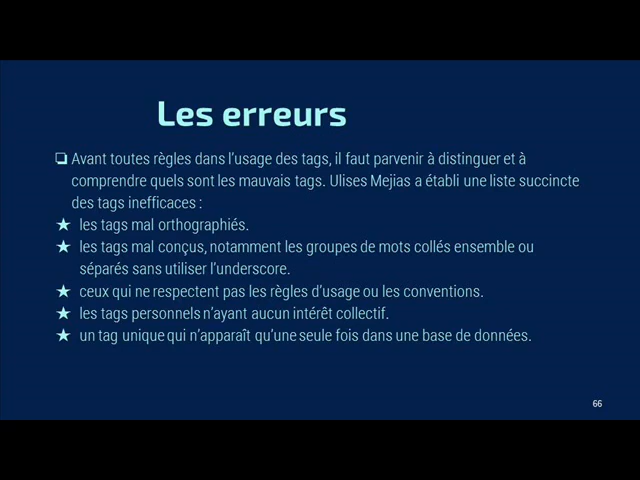 Les erreurs
❏ Avant toutes règles dans l'usage des tags, il faut parvenir à distinguer et à
comprendre quels sont les mauvais tags. Ulises Mejias a établi une liste succincte
des tags inefficaces :
★ les tags mal orthographiés.
★ les tags mal conçus, notamment les groupes de mots collés ensemble ou
séparés sans utiliser l'underscore.
★ ceux qui ne respectent pas les règles d'usage ou les conventions.
★ les tags personnels n'ayant aucun intérêt collectif.
★ un tag unique qui n'apparaît qu'une seule fois dans une base de données.
66